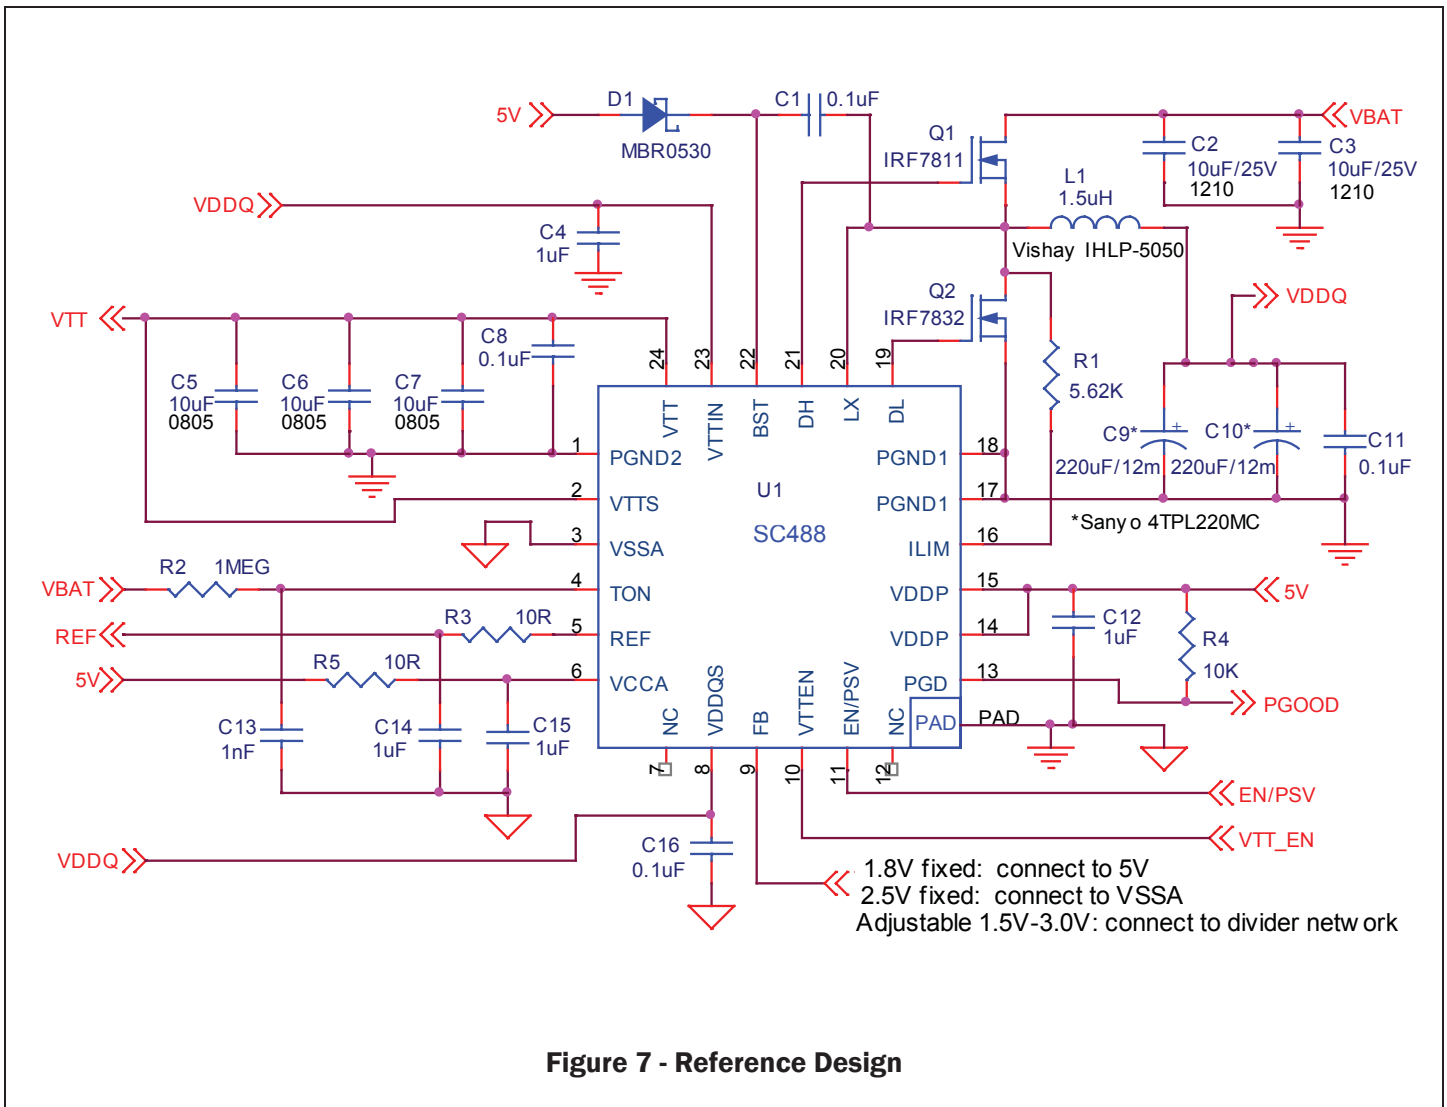 5V
D1
MBR0530
C1
0.1uF
Q1
IRF7811
VBAT
C2
10uF/25V
1210
C3
10uF/25V
1210
VDDQ
C4
1uF
L1
1.5uH
Vishay IHLP-5050
VTT
C5
10uF
0805
C6
10uF
0805
C7
10uF
0805
C8
0.1uF
Q2
IRF7832
R1
5.62K
VDDQ
C9*
220uF/12m
C10*
220uF/12m
C11
0.1uF
*Sanyo 4TPL220MC
24
23
22
21
20
19
VTT
VTTIN
BST
DH
LX
DL
1
PGND2
2
VTTS
3
VSSA
4
TON
5
REF
6
VCCA
U1
SC488
18
PGND1
17
PGND1
16
ILIM
15
VDDP
14
VDDP
13
PGD
PAD
PAD
NC
VDDQS
FB
VTTEN
EN/PSV
NC
7
8
9
10
11
12
VBAT
R2
1MEG
REF
R3
10R
5V
R5
10R
C13
1nF
C14
1uF
C15
1uF
5V
C12
1uF
R4
10K
PGOOD
EN/PSV
VTT_EN
VDDQ
C16
0.1uF
1.8V fixed: connect to 5V
2.5V fixed: connect to VSSA
Adjustable 1.5V-3.0V: connect to divider network
Figure 7 - Reference Design